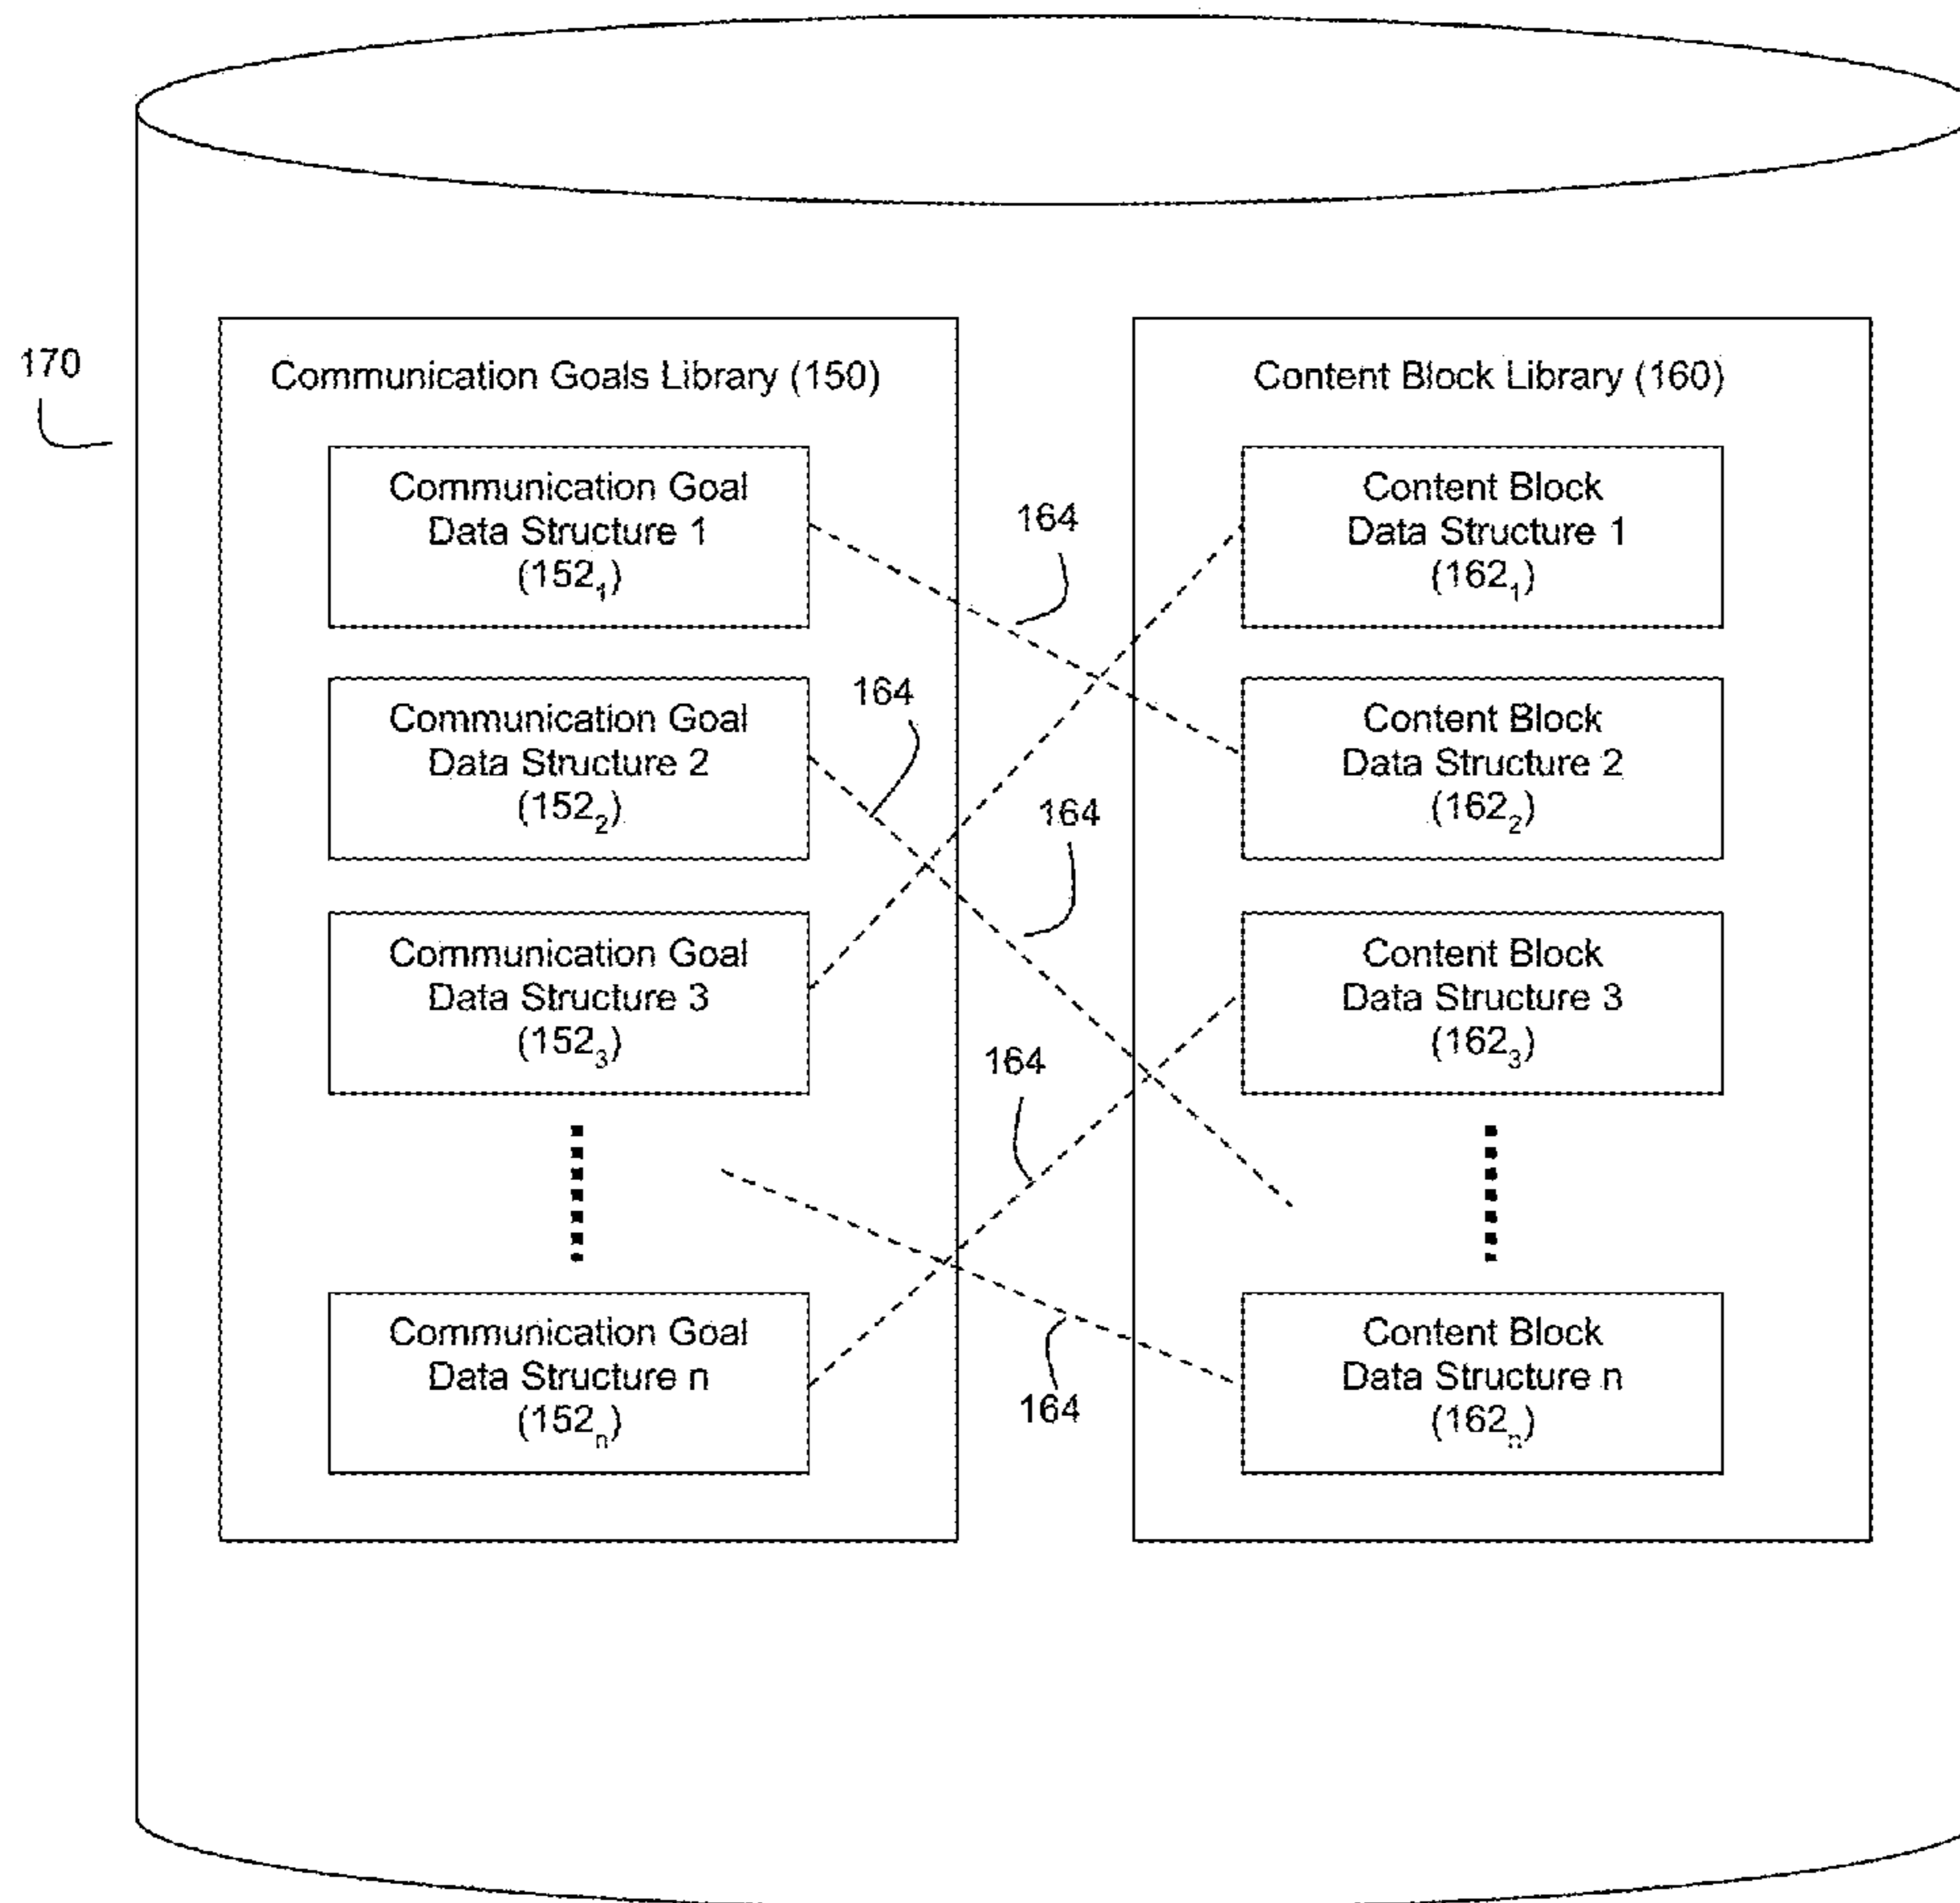 170
Communication Goals Library (150)
Communication Goal
Data Structure 1
(152₁)
Communication Goal
Data Structure 2
(152₂)
Communication Goal
Data Structure 3
(152₃)
Communication Goal
Data Structure n
(152ₙ)
164
164
164
164
164
Content Block Library (160)
Content Block
Data Structure 1
(162₁)
Content Block
Data Structure 2
(162₂)
Content Block
Data Structure 3
(162₃)
Content Block
Data Structure n
(162ₙ)